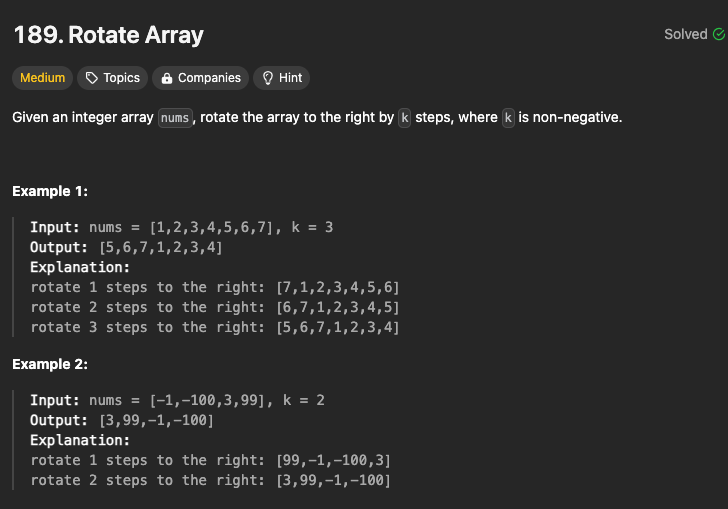 189. Rotate Array
Solved
Medium Topics Companies Hint
Given an integer array nums, rotate the array to the right by k steps, where k is non-negative.
Example 1:
Input: nums = [1,2,3,4,5,6,7], k = 3
Output: [5,6,7,1,2,3,4]
Explanation:
rotate 1 steps to the right: [7,1,2,3,4,5,6]
rotate 2 steps to the right: [6,7,1,2,3,4,5]
rotate 3 steps to the right: [5,6,7,1,2,3,4]
Example 2:
Input: nums = [-1,-100,3,99], k = 2
Output: [3,99,-1,-100]
Explanation:
rotate 1 steps to the right: [99,-1,-100,3]
rotate 2 steps to the right: [3,99,-1,-100]